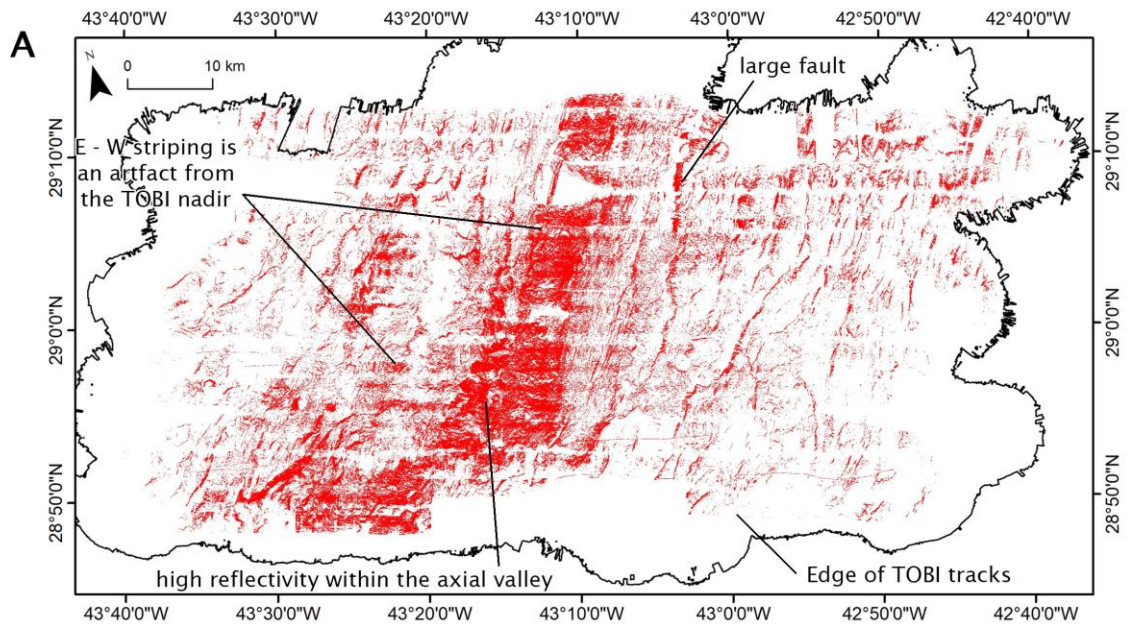 43°40'0"W 43°30'0"W 43°20'0"W 43°10'0"W 43°0'0"W 42°50'0"W 42°40'0"W
A
N
0 10 km
large fault
E - W striping is
an artfact from
the TOBI nadir
29°10'0"N
29°10'0"N
29°0'0"N
29°0'0"N
28°50'0"N
28°50'0"N
high reflectivity within the axial valley
Edge of TOBI tracks
43°40'0"W 43°30'0"W 43°20'0"W 43°10'0"W 43°0'0"W 42°50'0"W 42°40'0"W